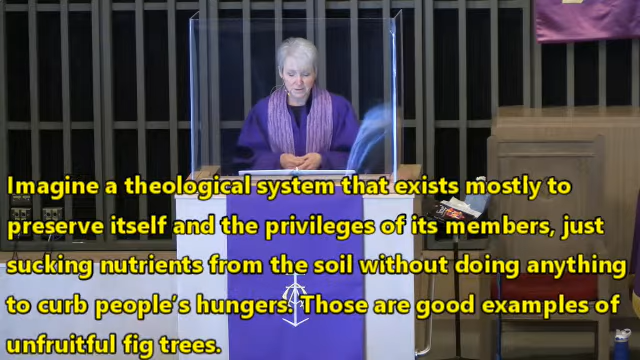 Imagine a theological system that exists mostly to
preserve itself and the privileges of its members, just
sucking nutrients from the soil without doing anything
to curb people’s hungers. Those are good examples of
unfruitful fig trees.